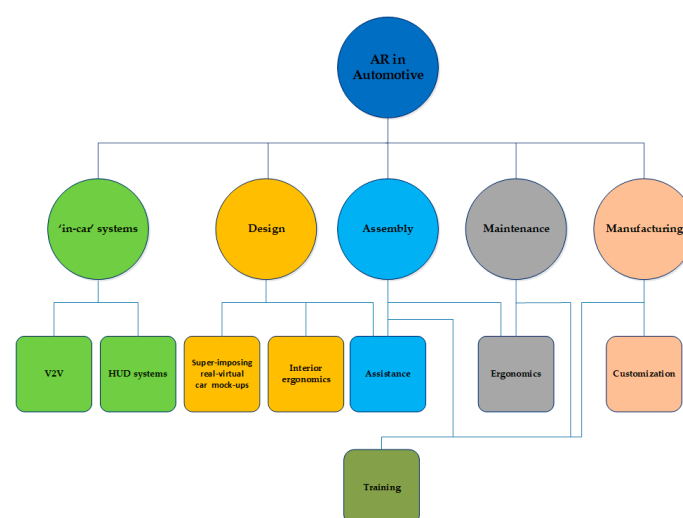 AR in
Automotive
'in-car' systems
Design
Assembly
Maintenance
Manufacturing
V2V
HUD systems
Super-imposing
real-virtual
car mock-ups
Interior
ergonomics
Assistance
Ergonomics
Customization
Training